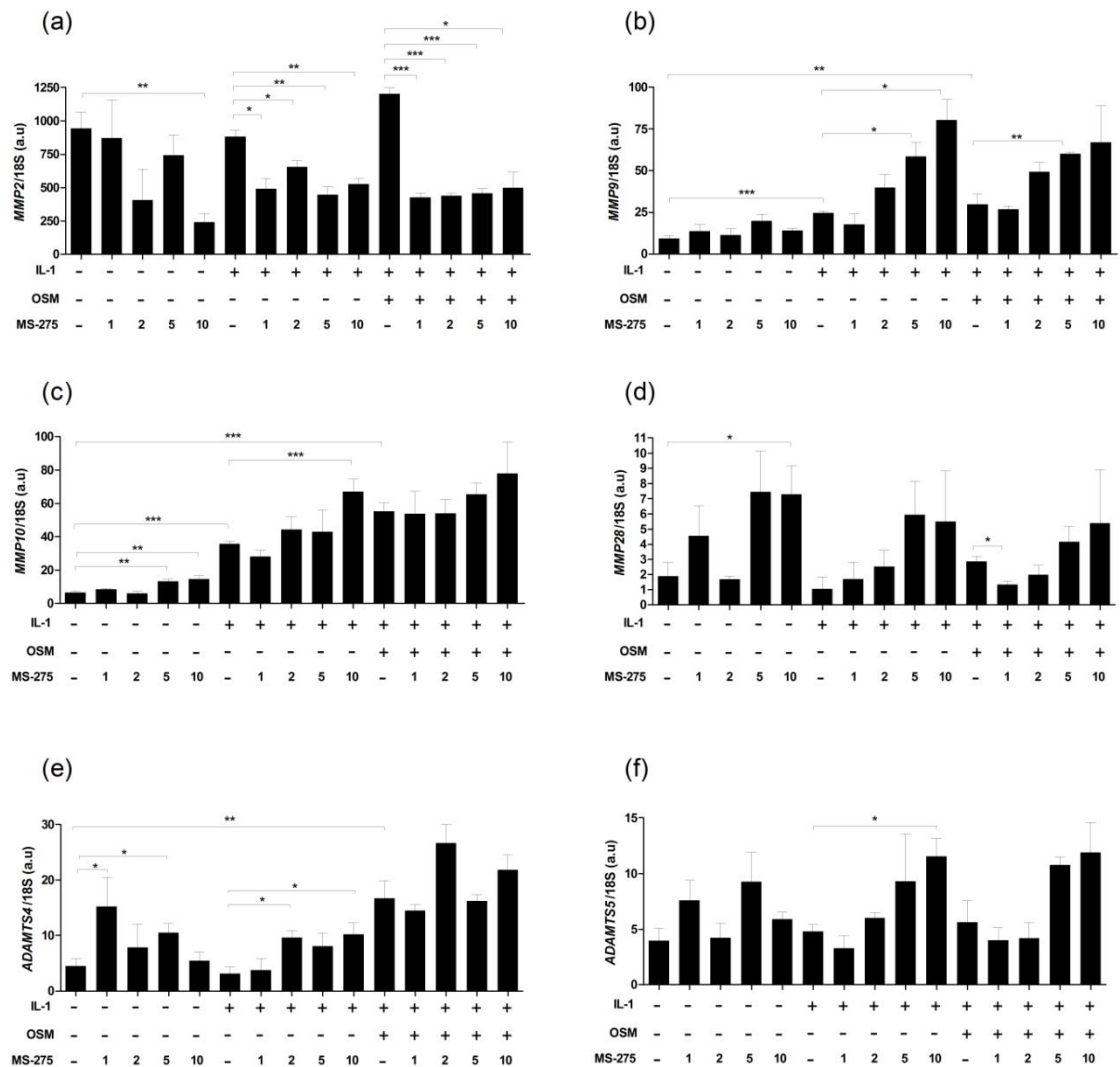 (a)
MMP2/18S (a.u)
1250
1000
750
500
250
0
** * ** * ** *** *** *** *
IL-1 – – – – – + + + + + + + + + +
OSM – – – – – – – – – – + + + + +
MS-275 – 1 2 5 10 – 1 2 5 10 – 1 2 5 10
(b)
MMP9/18S (a.u)
100
75
50
25
0
** * * ** ***
IL-1 – – – – – + + + + + + + + + +
OSM – – – – – – – – – – + + + + +
MS-275 – 1 2 5 10 – 1 2 5 10 – 1 2 5 10
(c)
MMP10/18S (a.u)
100
80
60
40
20
0
*** *** *** ** **
IL-1 – – – – – + + + + + + + + + +
OSM – – – – – – – – – – + + + + +
MS-275 – 1 2 5 10 – 1 2 5 10 – 1 2 5 10
(d)
MMP28/18S (a.u)
11
10
9
8
7
6
5
4
3
2
1
0
* *
IL-1 – – – – – + + + + + + + + + +
OSM – – – – – – – – – – + + + + +
MS-275 – 1 2 5 10 – 1 2 5 10 – 1 2 5 10
(e)
ADAMTS4/18S (a.u)
30
20
10
0
** * * * *
IL-1 – – – – – + + + + + + + + + +
OSM – – – – – – – – – – + + + + +
MS-275 – 1 2 5 10 – 1 2 5 10 – 1 2 5 10
(f)
ADAMTS5/18S (a.u)
15
10
5
0
*
IL-1 – – – – – + + + + + + + + + +
OSM – – – – – – – – – – + + + + +
MS-275 – 1 2 5 10 – 1 2 5 10 – 1 2 5 10